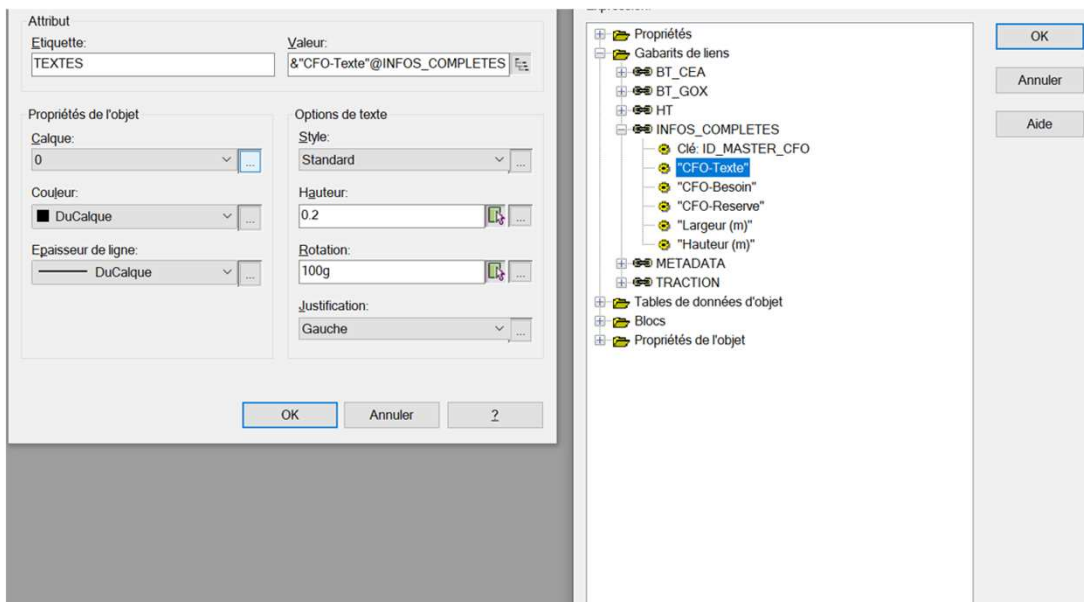 Attribut
Etiquette:
Valeur:
TEXTES
&"CFO-Texte"@INFOS_COMPLETES
Propriétés de l'objet
Calque:
0
...
Couleur:
DuCalque
...
Epaisseur de ligne:
DuCalque
...
Options de texte
Style:
Standard
...
Hauteur:
0.2
...
Rotation:
100g
...
Justification:
Gauche
...
OK
Annuler
?
Propriétés
Gabarits de liens
BT_CEA
BT_GOX
HT
INFOS_COMPLETES
Clé: ID_MASTER_CFO
"CFO-Texte"
"CFO-Besoin"
"CFO-Reserve"
"Largeur (m)"
"Hauteur (m)"
METADATA
TRACTION
Tables de données d'objet
Blocs
Propriétés de l'objet
OK
Annuler
Aide